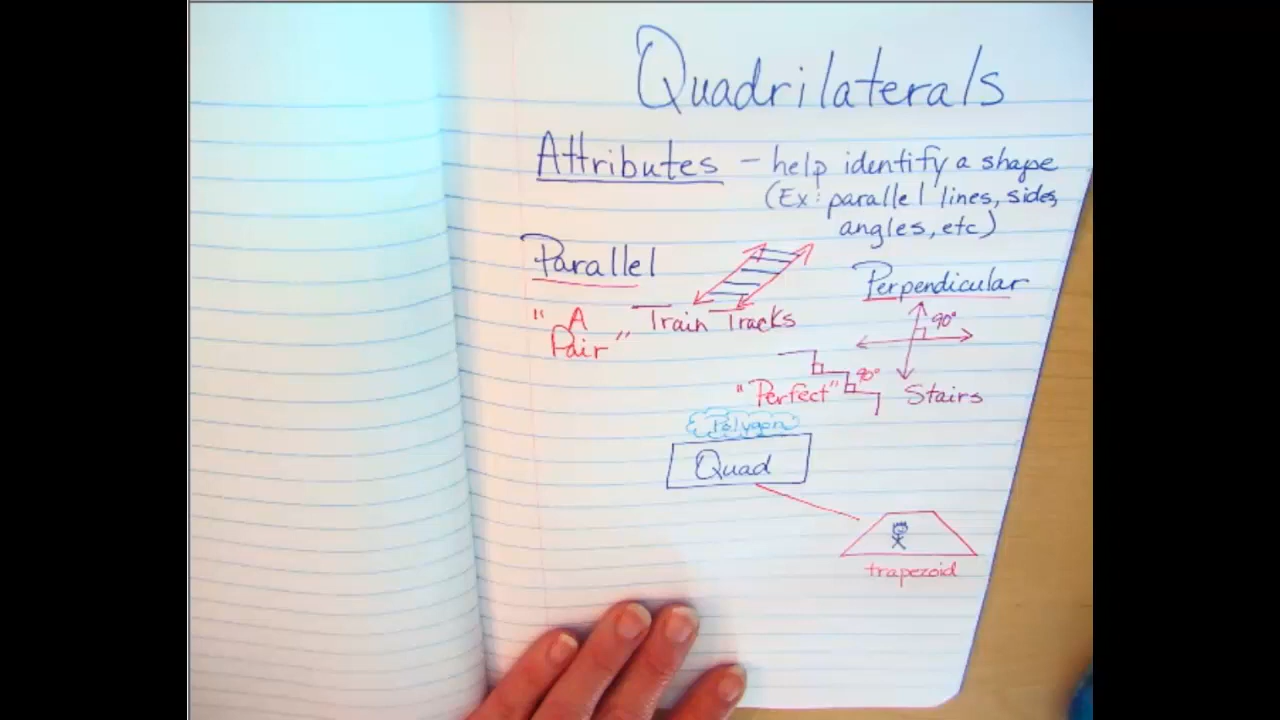 Quadrilaterals
Attributes - help identify a shape
(Ex: parallel lines, sides,
angles, etc)
Parallel
"A
Pair"
Train Tracks
Perpendicular
90°
"Perfect"
90°
Stairs
Polygon
Quad
trapezoid